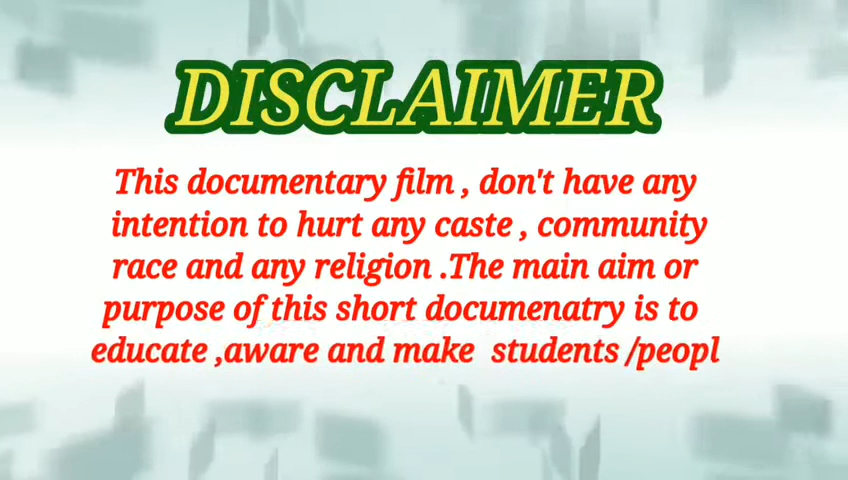 DISCLAIMER
This documentary film , don't have any
intention to hurt any caste , community
race and any religion .The main aim or
purpose of this short documenatry is to
educate ,aware and make  students /peopl